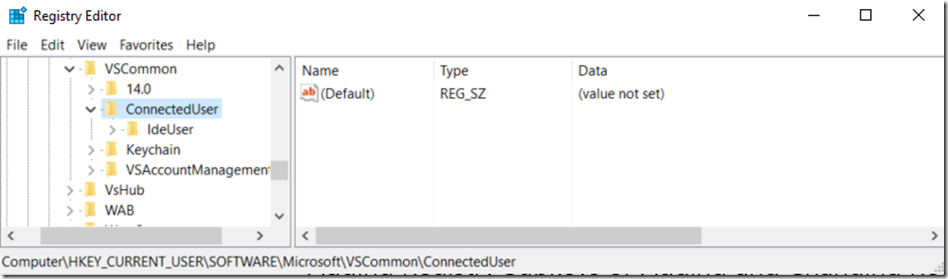 Registry Editor
File Edit View Favorites Help
VSCommon
14.0
ConnectedUser
IdeUser
Keychain
VSAccountManagement
VsHub
WAB
Name Type Data
ab (Default) REG_SZ (value not set)
Computer\HKEY_CURRENT_USER\SOFTWARE\Microsoft\VSCommon\ConnectedUser